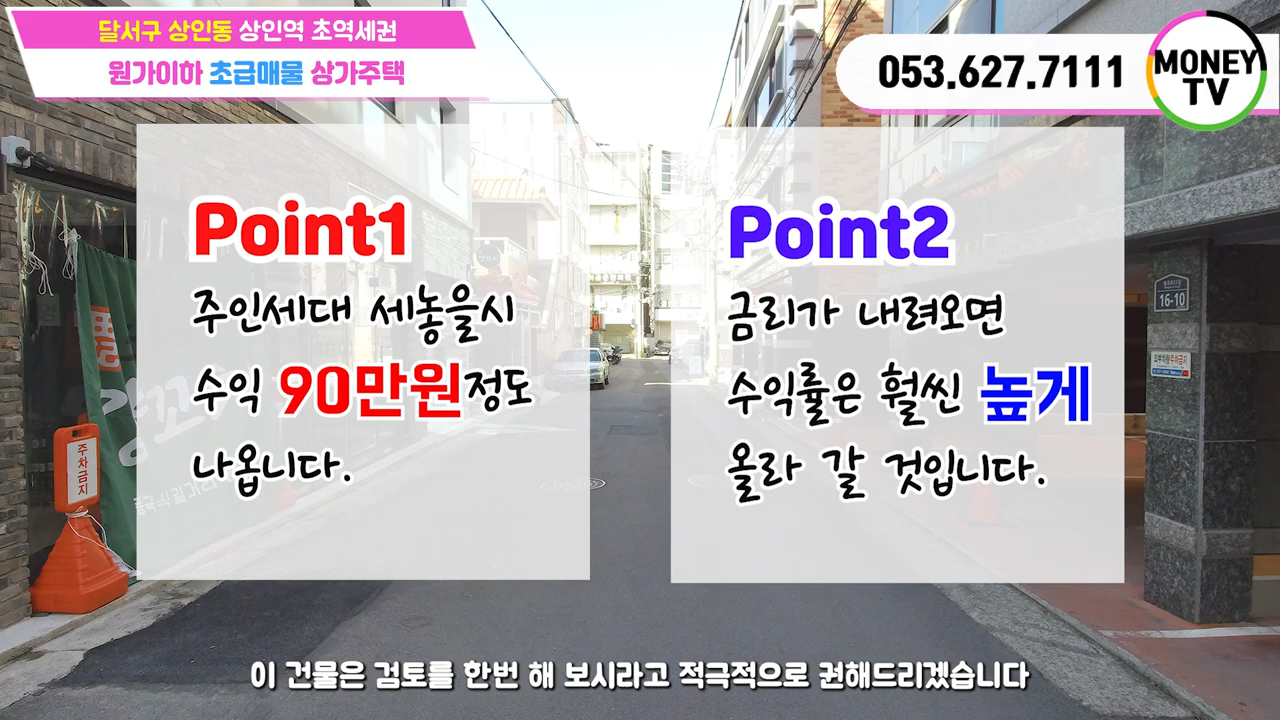 달서구 상인동 상인역 초역세권
원가이하 초급매물 상가주택
053.627.7111
MONEY
TV
Point1
주인세대 세놓을시
수익 90만원정도
나옵니다.
Point2
금리가 내려오면
수익률은 훨씬 높게
올라 갈 것입니다.
16-10
주차금지
이 건물은 검토를 한번 해 보시라고 적극적으로 권해드리겠습니다